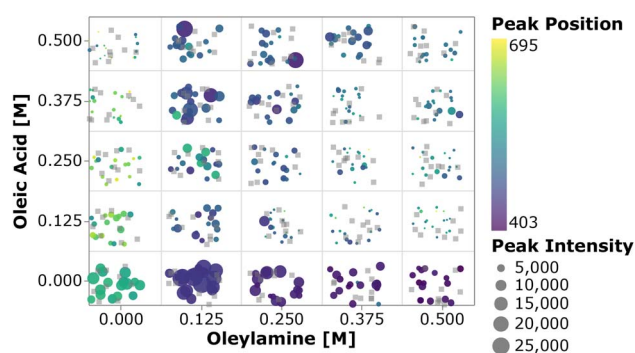 Peak Position
695
403
Peak Intensity
5,000
10,000
15,000
20,000
25,000
Oleic Acid [M]
0.500
0.375
0.250
0.125
0.000
0.000 0.125 0.250 0.375 0.500
Oleylamine [M]